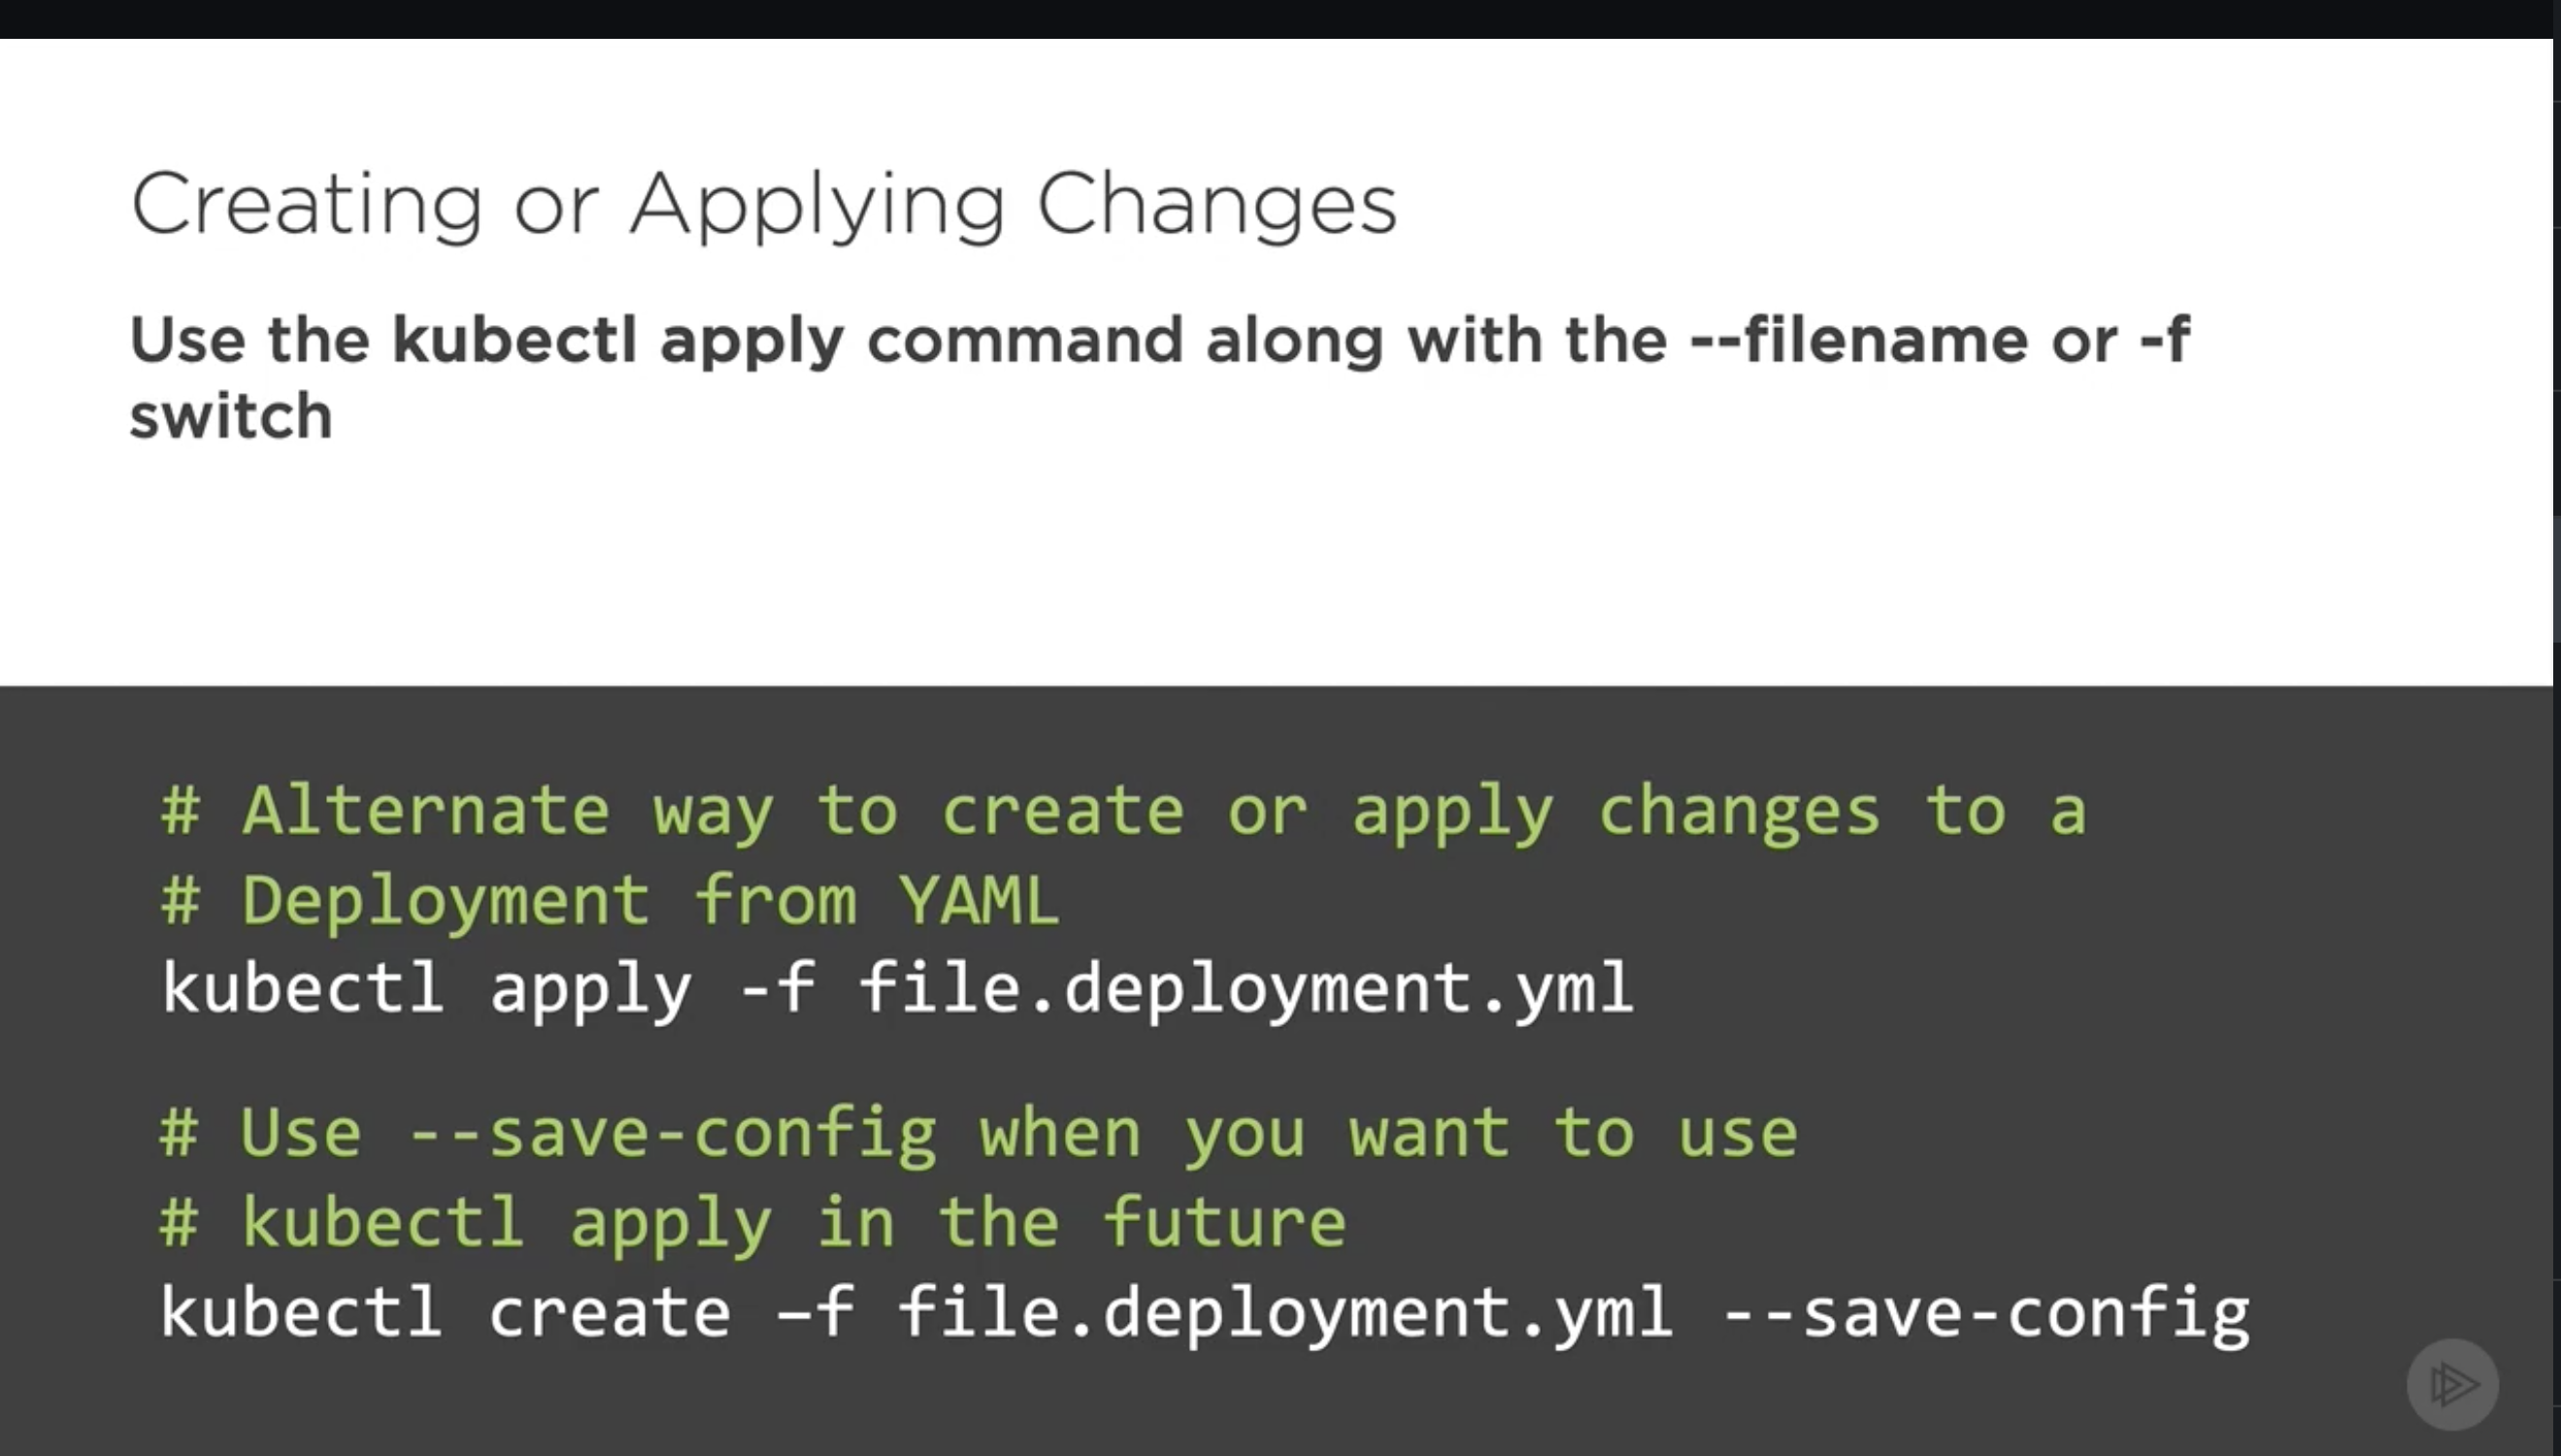 Creating or Applying Changes
Use the kubectl apply command along with the --filename or -f
switch
# Alternate way to create or apply changes to a
# Deployment from YAML
kubectl apply -f file.deployment.yml
# Use --save-config when you want to use
# kubectl apply in the future
kubectl create –f file.deployment.yml --save-config